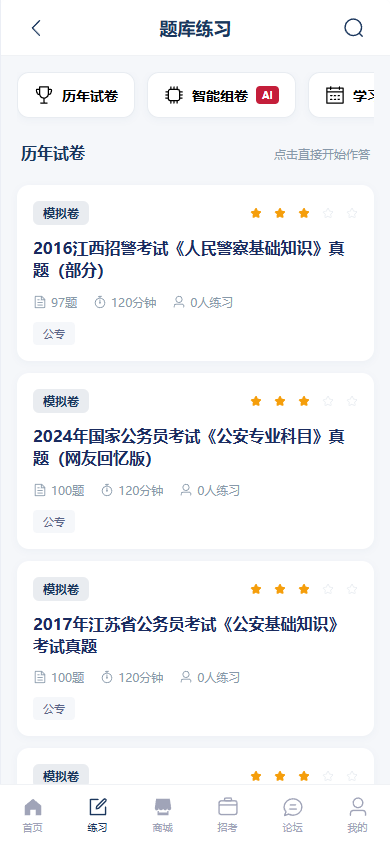 题库练习
历年试卷
智能组卷 AI
学习
历年试卷
点击直接开始作答
模拟卷
2016江西招警考试《人民警察基础知识》真
题（部分）
97题 120分钟 0人练习
公专
模拟卷
2024年国家公务员考试《公安专业科目》真
题（网友回忆版）
100题 120分钟 0人练习
公专
模拟卷
2017年江苏省公务员考试《公安基础知识》
考试真题
100题 120分钟 0人练习
公专
模拟卷
首页 练习 商城 招考 论坛 我的